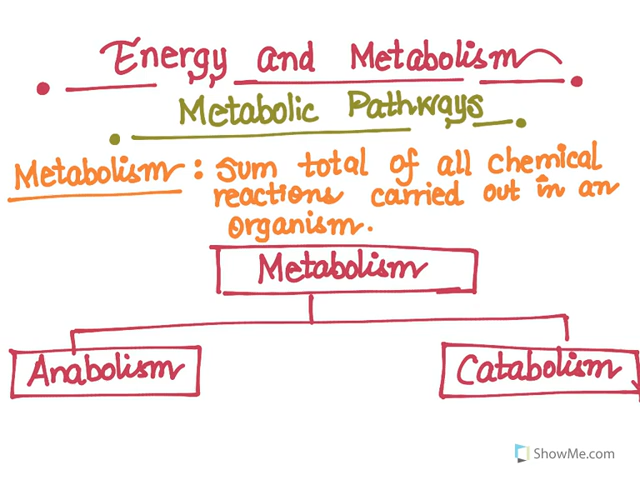 Energy and Metabolism
Metabolic Pathways
Metabolism : Sum total of all chemical
reactions carried out in an
organism.
Metabolism
Anabolism
Catabolism
ShowMe.com